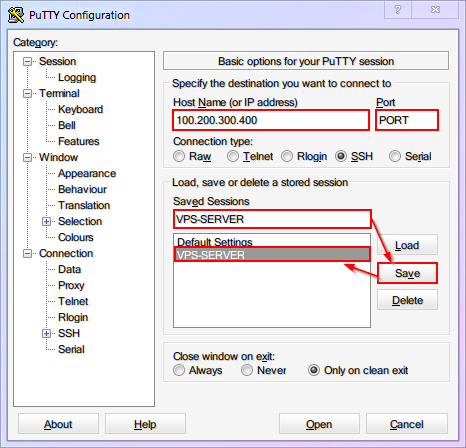 PuTTY Configuration
Category:
Session
Logging
Terminal
Keyboard
Bell
Features
Window
Appearance
Behaviour
Translation
Selection
Colours
Connection
Data
Proxy
Telnet
Rlogin
SSH
Serial
Basic options for your PuTTY session
Specify the destination you want to connect to
Host Name (or IP address) Port
100.200.300.400 PORT
Connection type:
Raw Telnet Rlogin SSH Serial
Load, save or delete a stored session
Saved Sessions
VPS-SERVER
Default Settings
VPS-SERVER
Load
Save
Delete
Close window on exit:
Always Never Only on clean exit
About Help Open Cancel